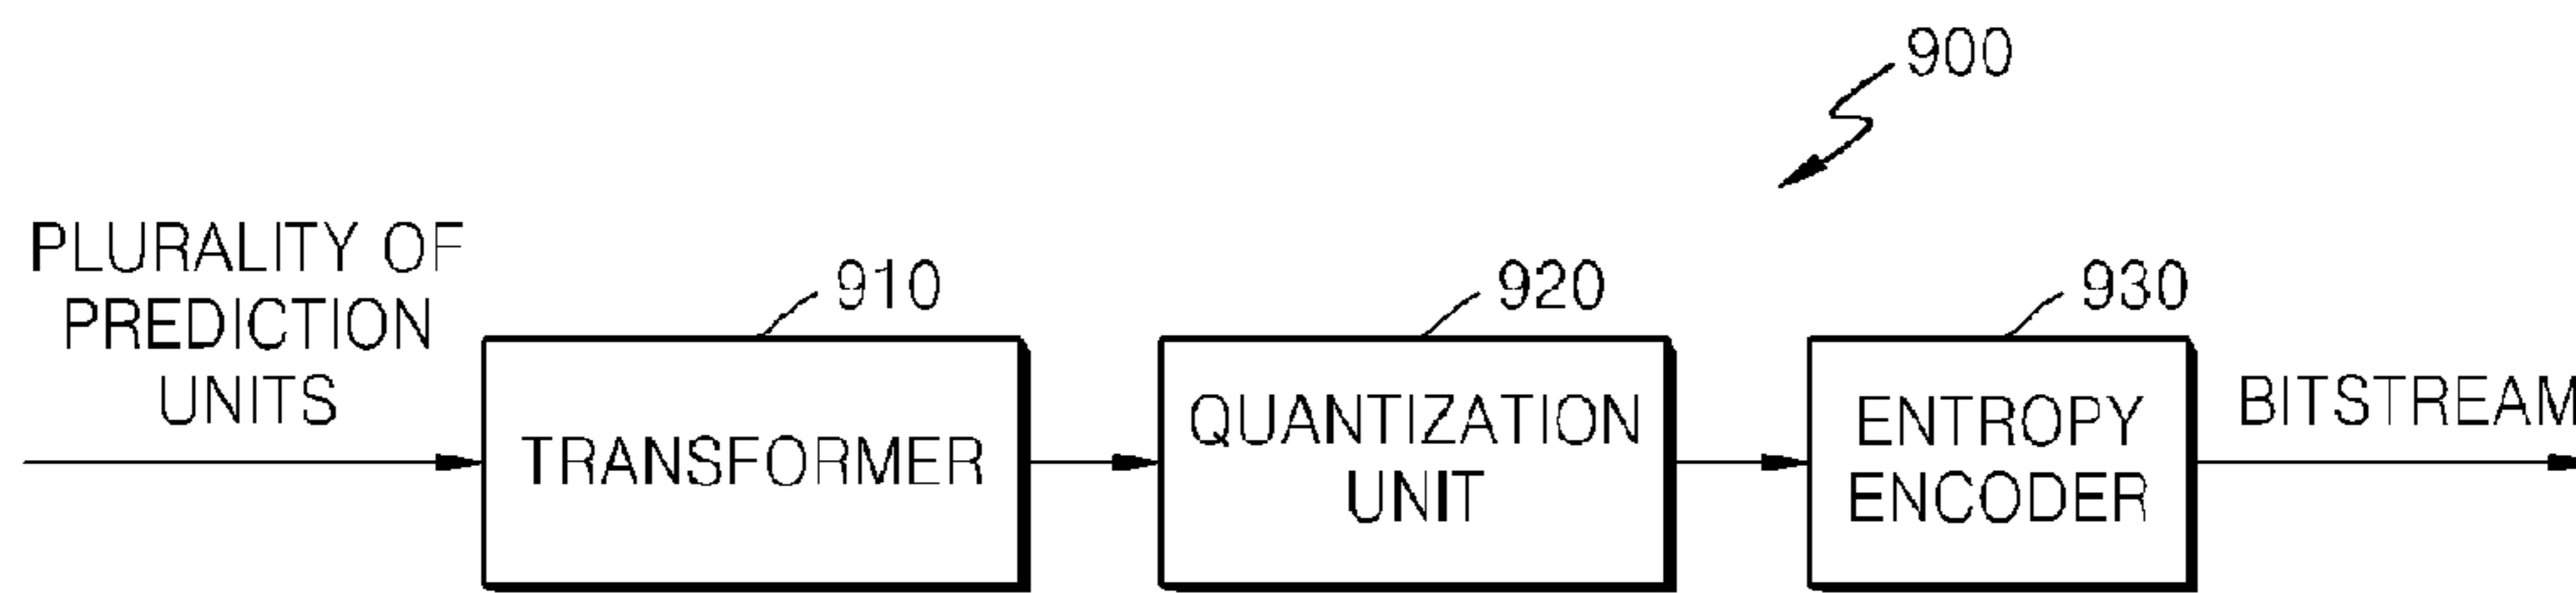 900
PLURALITY OF
PREDICTION
UNITS
910
920
930
TRANSFORMER
QUANTIZATION
UNIT
ENTROPY
ENCODER
BITSTREAM